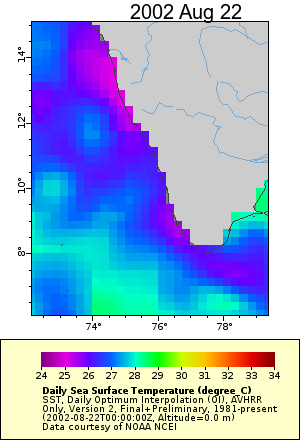 2002 Aug 22
14°
12°
10°
8°
74° 76° 78°
24 25 26 27 28 29 30 31 32 33 34
Daily Sea Surface Temperature (degree_C)
SST, Daily Optimum Interpolation (OI), AVHRR
Only, Version 2, Final+Preliminary, 1981-present
(2002-08-22T00:00:00Z, Altitude=0.0 m)
Data courtesy of NOAA NCEI